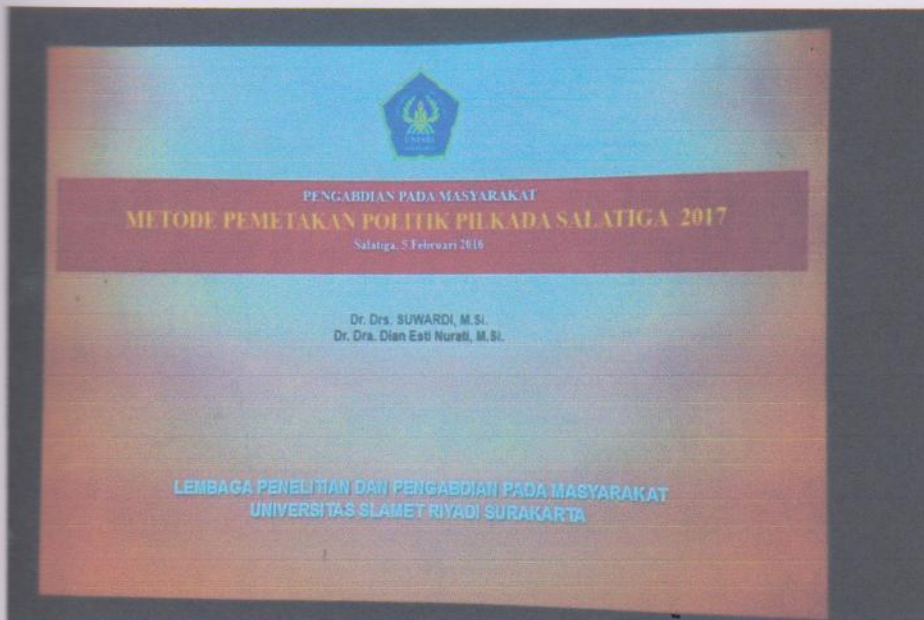 UNISRI
PENGABDIAN PADA MASYARAKAT
METODE PEMETAKAN POLITIK PILKADA SALATIGA 2017
Salatiga, 5 Februari 2016
Dr. Drs. SUWARDI, M.Si.
Dr. Dra. Dian Esti Nurati, M.Si.
LEMBAGA PENELITIAN DAN PENGABDIAN PADA MASYARAKAT
UNIVERSITAS SLAMET RIYADI SURAKARTA